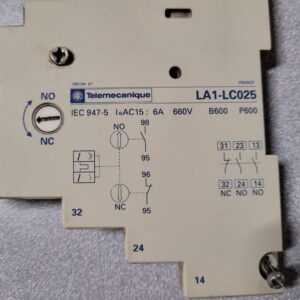 FRANCE
Telemecanique LA1-LC025
IEC 947-5 IeAC15 : 6A 660V B600 P600
NO
NC
98
NO
95
96
NC 95
31 23 13
32 24 14
NC NO NO
32
24
14